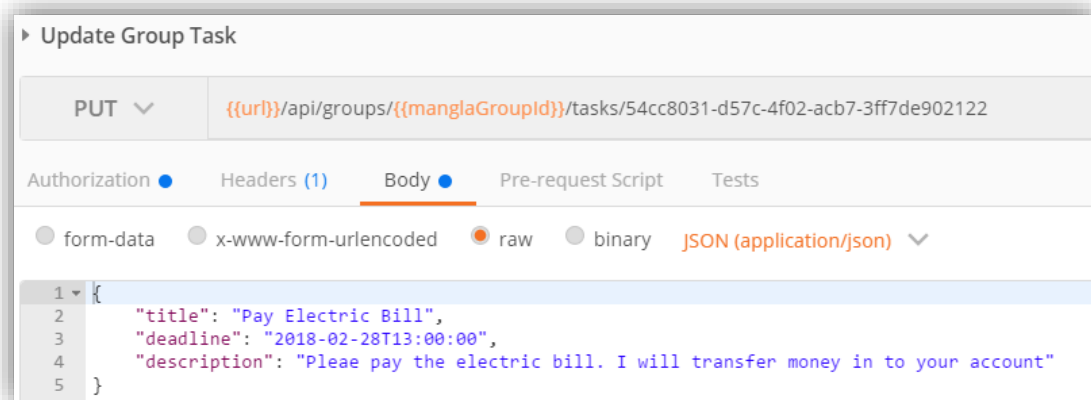 Update Group Task
PUT {{url}}/api/groups/{{manglaGroupId}}/tasks/54cc8031-d57c-4f02-acb7-3ff7de902122
Authorization Headers (1) Body Pre-request Script Tests
form-data x-www-form-urlencoded raw binary JSON (application/json)
1 {
2 "title": "Pay Electric Bill",
3 "deadline": "2018-02-28T13:00:00",
4 "description": "Pleae pay the electric bill. I will transfer money in to your account"
5 }